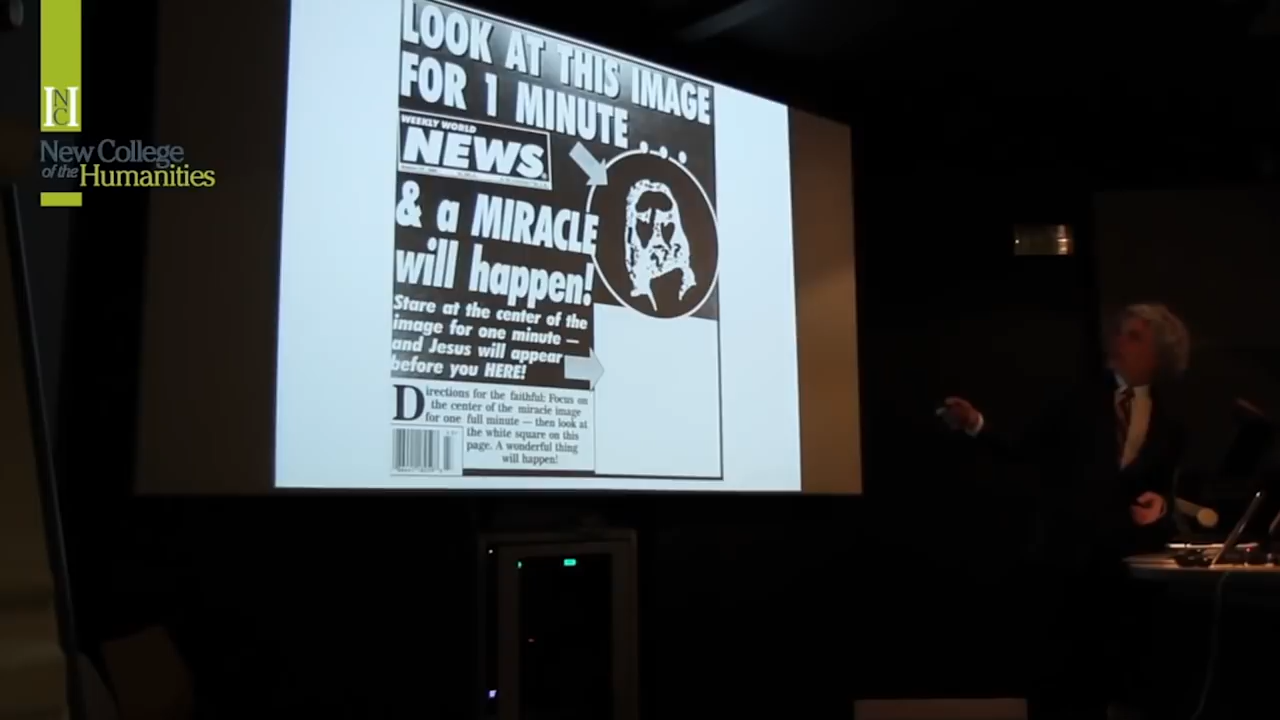 NC
H
New College
of the Humanities
LOOK AT THIS IMAGE
FOR 1 MINUTE...
WEEKLY WORLD
NEWS
& a MIRACLE
will happen!
Stare at the center of the
image for one minute —
and Jesus will appear
before you HERE!
Directions for the faithful: Focus on
the center of the miracle image
for one full minute — then look at
the white square on this
page. A wonderful thing
will happen!